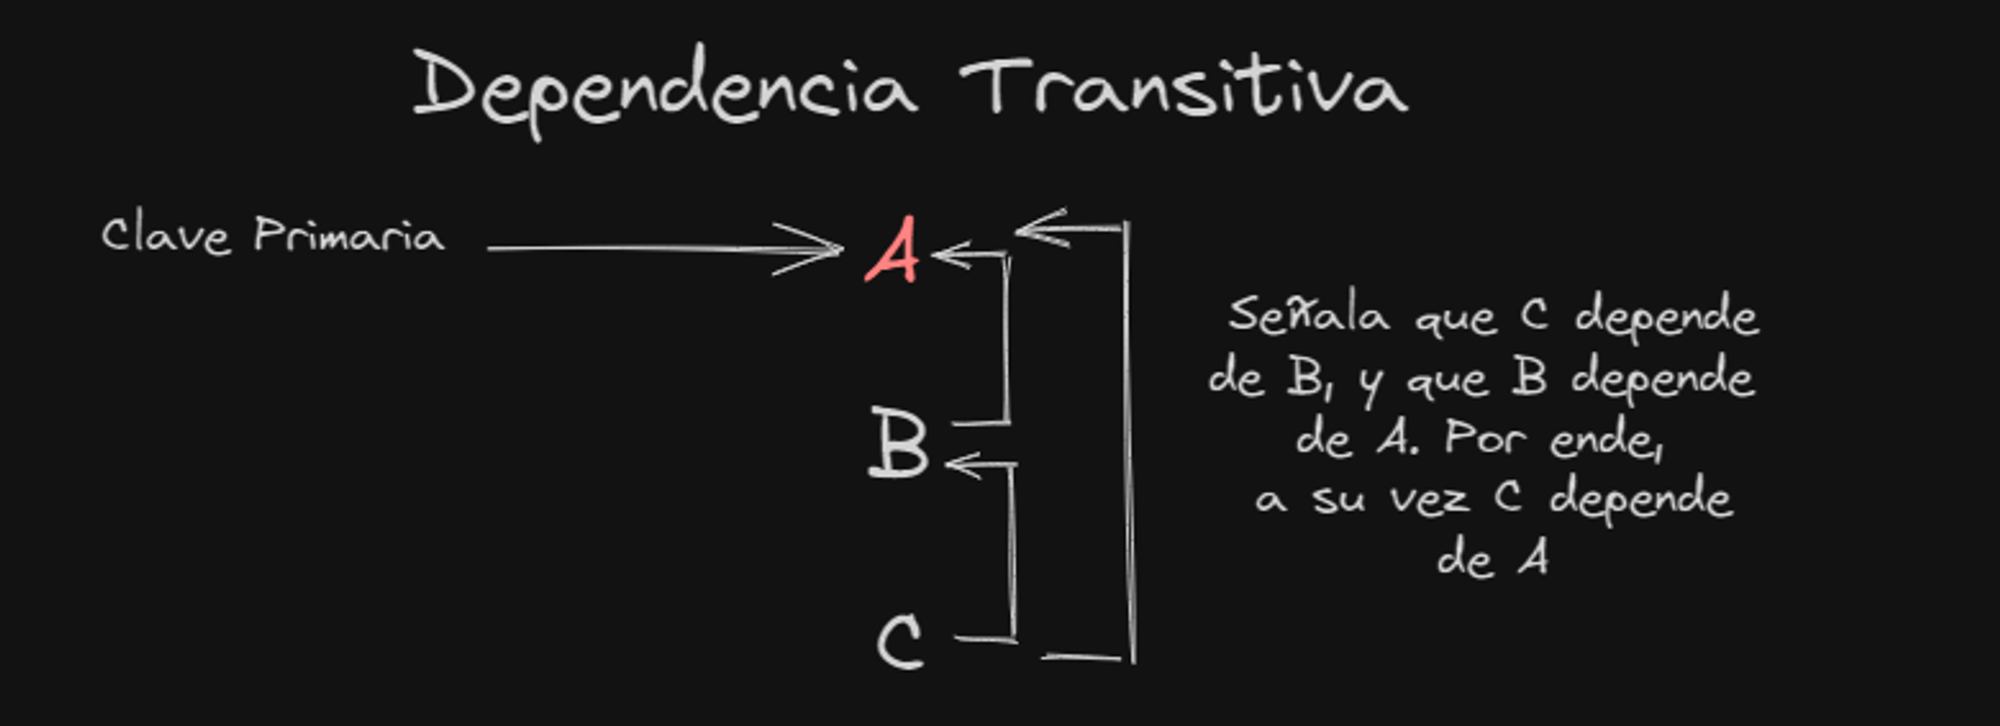 Dependencia Transitiva
Clave Primaria
A
B
C
Señala que C depende
de B, y que B depende
de A. Por ende,
a su vez C depende
de A